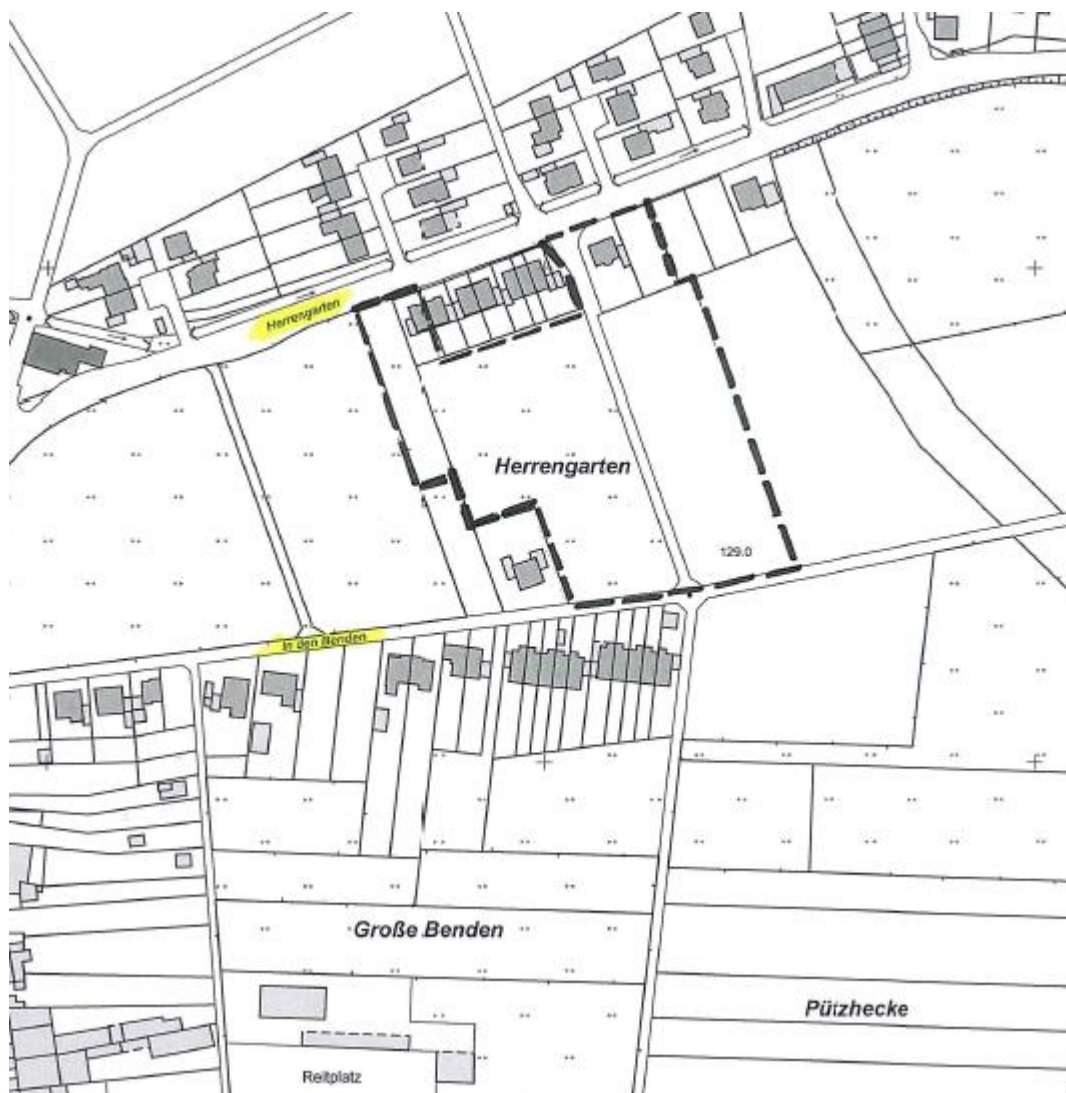 Herrengarten
Herrengarten
129.0
In den Benden
Große Benden
Pützhecke
Reitplatz